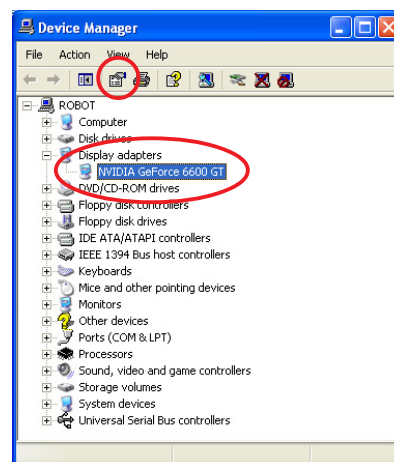 Device Manager
File Action View Help
ROBOT
Computer
Disk drives
Display adapters
NVIDIA GeForce 6600 GT
DVD/CD-ROM drives
Floppy disk controllers
Floppy disk drives
IDE ATA/ATAPI controllers
IEEE 1394 Bus host controllers
Keyboards
Mice and other pointing devices
Monitors
Other devices
Ports (COM & LPT)
Processors
Sound, video and game controllers
Storage volumes
System devices
Universal Serial Bus controllers